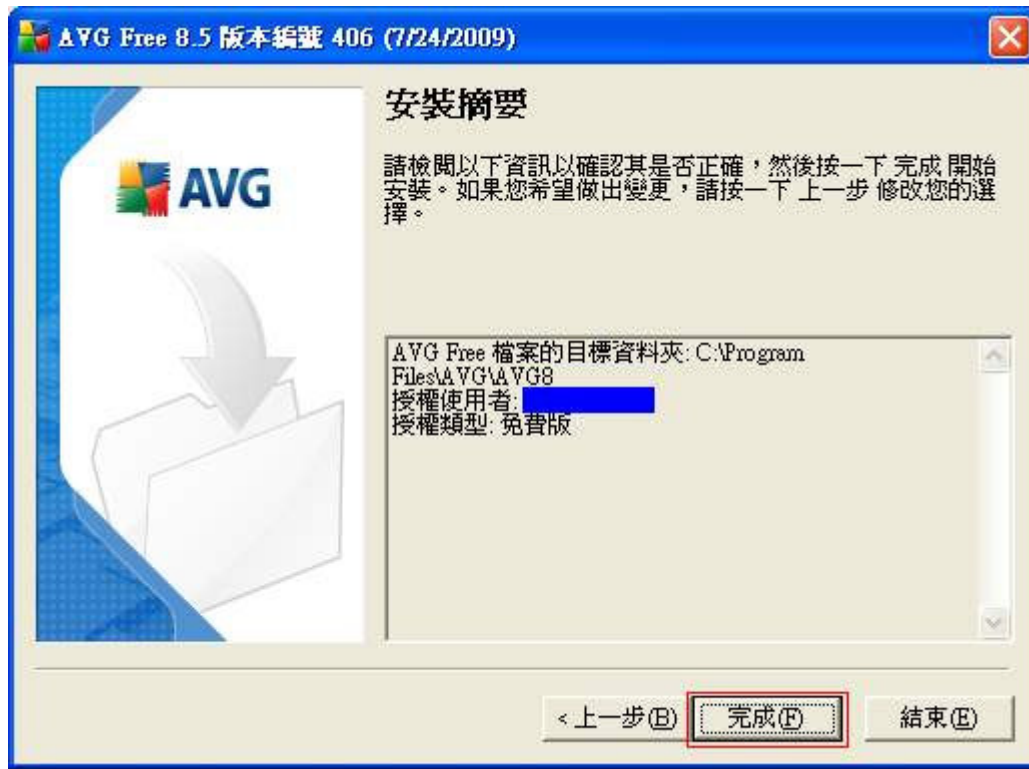 AVG Free 8.5 版本編號 406 (7/24/2009)
AVG
安裝摘要
請檢閱以下資訊以確認其是否正確，然後按一下 完成 開始
安裝。如果您希望做出變更，請按一下 上一步 修改您的選
擇。
AVG Free 檔案的目標資料夾: C:\Program
Files\AVG\AVG8
授權使用者:
授權類型: 免費版
<上一步(B)
完成(F)
結束(E)